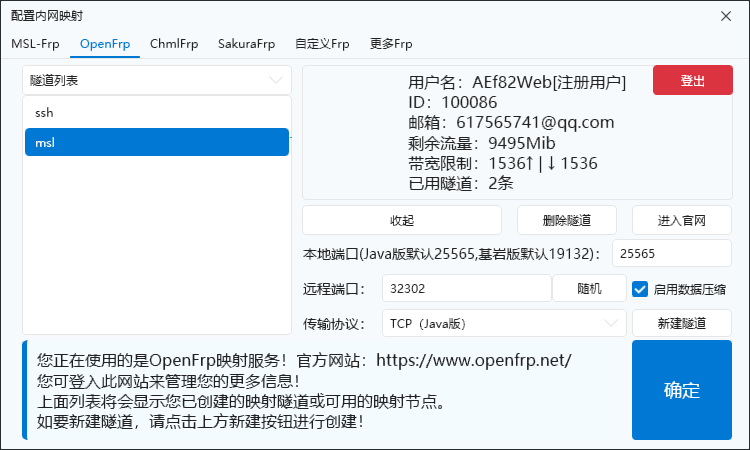 配置内网映射
MSL-Frp OpenFrp ChmlFrp SakuraFrp 自定义Frp 更多Frp
隧道列表
ssh
msl
用户名：AEf82Web[注册用户]
登出
ID：100086
邮箱：617565741@qq.com
剩余流量：9495Mib
带宽限制：1536↑|↓1536
已用隧道：2条
收起 删除隧道 进入官网
本地端口(Java版默认25565,基岩版默认19132)： 25565
远程端口： 32302 随机 启用数据压缩
传输协议： TCP（Java版） 新建隧道
您正在使用的是OpenFrp映射服务！官方网站：https://www.openfrp.net/
您可登入此网站来管理您的更多信息！
上面列表将会显示您已创建的映射隧道或可用的映射节点。
如要新建隧道，请点击上方新建按钮进行创建！
确定